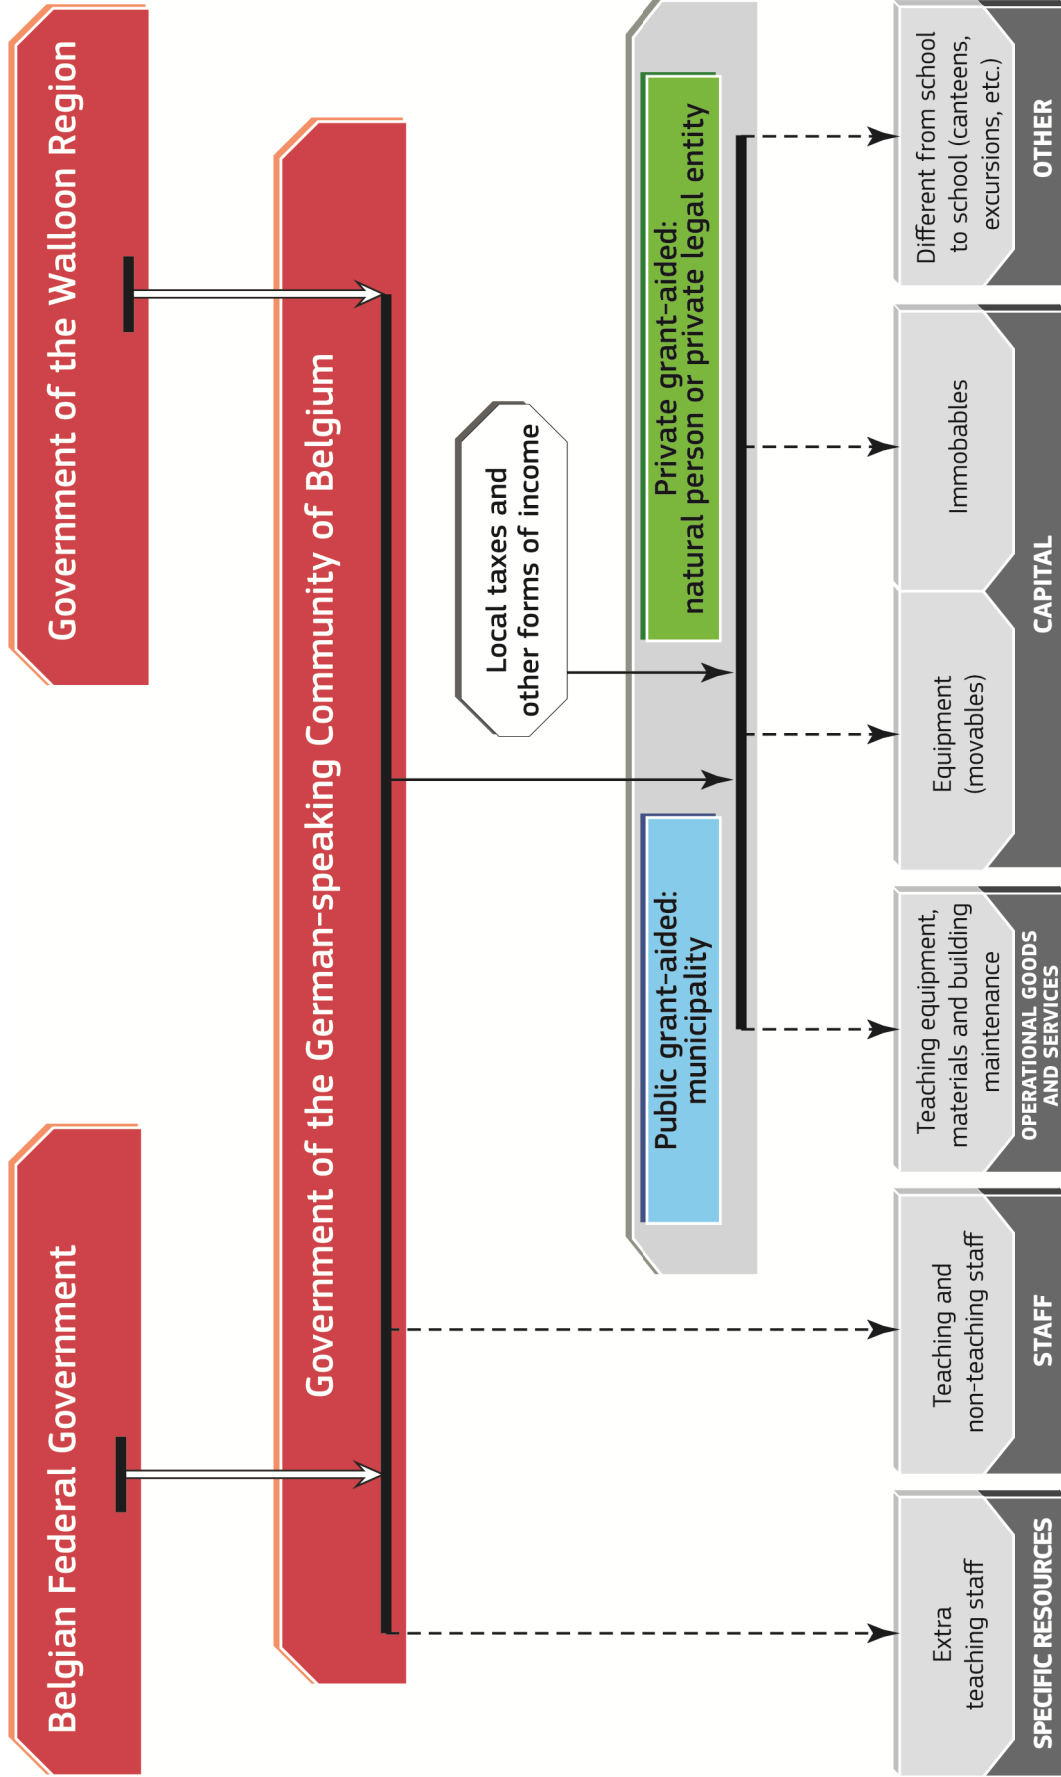 Belgian Federal Government
Government of the Walloon Region
Government of the German-speaking Community of Belgium
Local taxes and
other forms of income
Public grant-aided:
municipality
Private grant-aided:
natural person or private legal entity
Extra
teaching staff
SPECIFIC RESOURCES
Teaching and
non-teaching staff
STAFF
Teaching equipment,
materials and building
maintenance
OPERATIONAL GOODS
AND SERVICES
Equipment
(movables)
Immobables
CAPITAL
Different from school
to school (canteens,
excursions, etc.)
OTHER